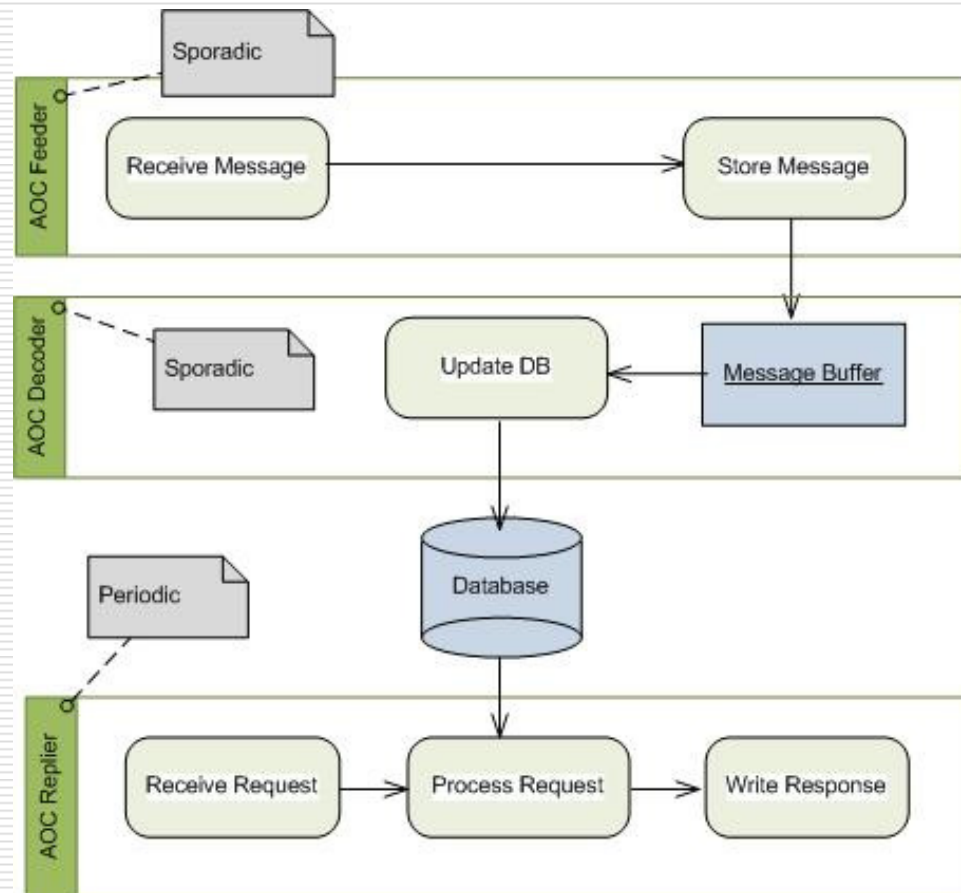 Sporadic
AOC Feeder
Receive Message
Store Message
AOC Decoder
Sporadic
Update DB
Message Buffer
Database
Periodic
AOC Replier
Receive Request
Process Request
Write Response